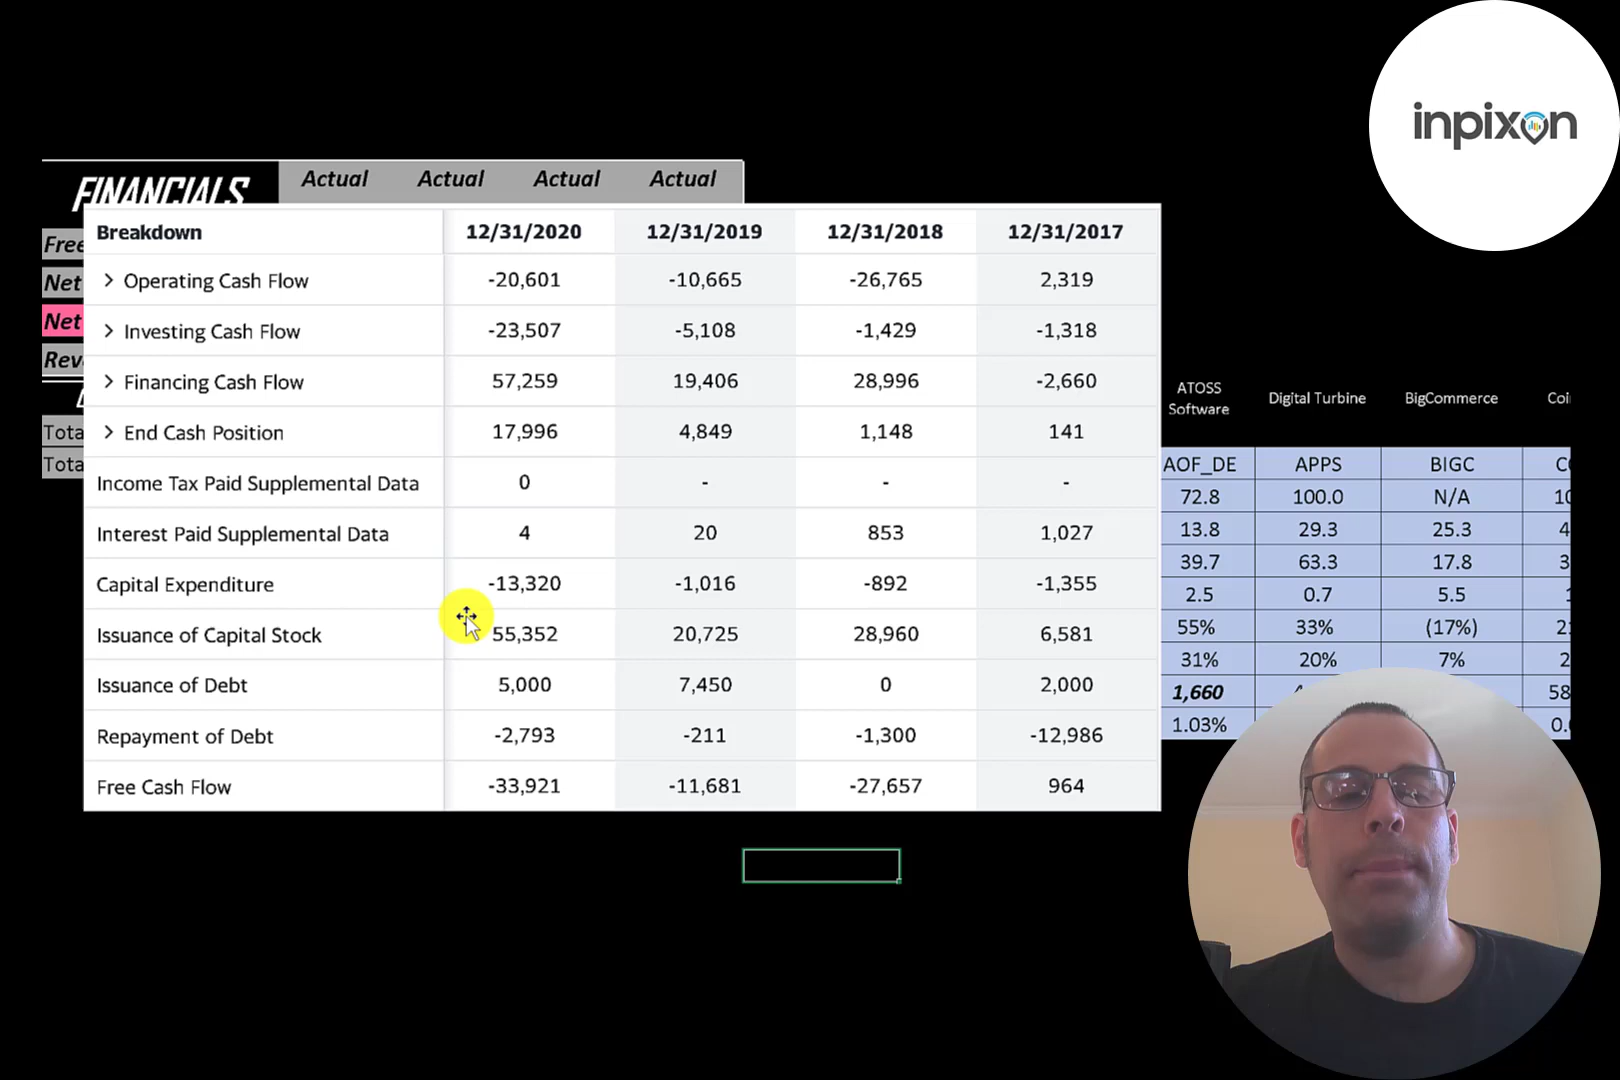 inpixon
FINANCIALS Actual Actual Actual Actual
Breakdown 12/31/2020 12/31/2019 12/31/2018 12/31/2017
Free
Operating Cash Flow -20,601 -10,665 -26,765 2,319
Net
Net
Investing Cash Flow -23,507 -5,108 -1,429 -1,318
Financing Cash Flow 57,259 19,406 28,996 -2,660
End Cash Position 17,996 4,849 1,148 141
Income Tax Paid Supplemental Data 0 - - -
Interest Paid Supplemental Data 4 20 853 1,027
Capital Expenditure -13,320 -1,016 -892 -1,355
Issuance of Capital Stock 55,352 20,725 28,960 6,581
Issuance of Debt 5,000 7,450 0 2,000
Repayment of Debt -2,793 -211 -1,300 -12,986
Free Cash Flow -33,921 -11,681 -27,657 964
ATOSS Software Digital Turbine BigCommerce
AOF_DE APPS BIGC
72.8 100.0 N/A
13.8 29.3 25.3
39.7 63.3 17.8
2.5 0.7 5.5
55% 33% (17%)
31% 20% 7%
1,660
1.03%